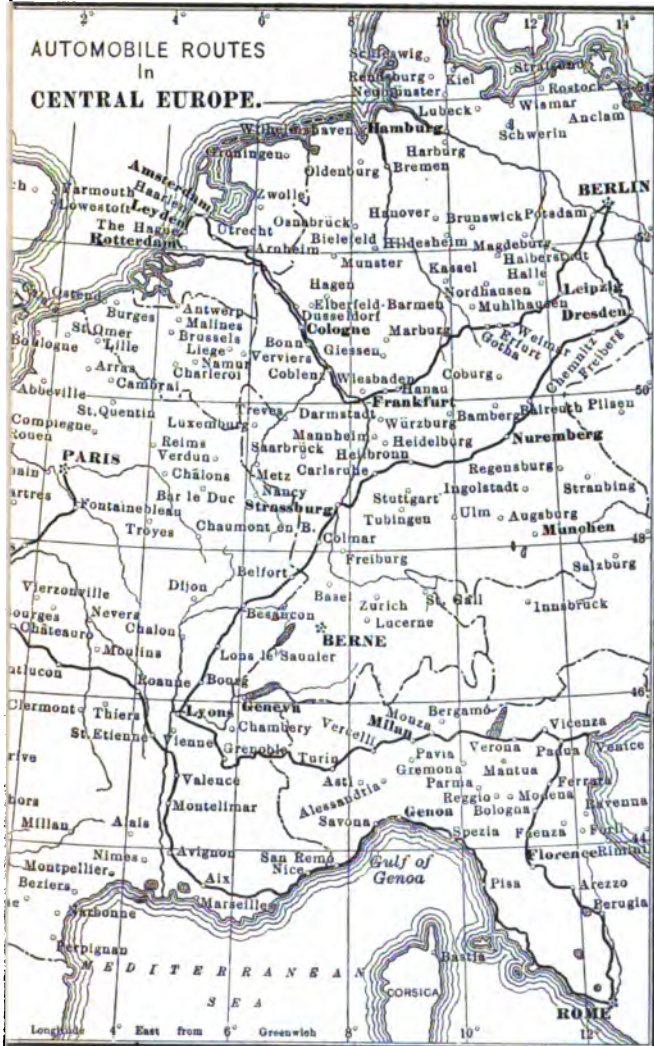 AUTOMOBILE ROUTES
In
CENTRAL EUROPE.
0° 2° 4° 6° 8° 10° 12° 14°
Schleswig
Rendsburg
Kiel
Neumunster
Stralsund
Rostock
Lubeck
Wismar
Anclam
Wilhelmshaven
Hamburg
Schwerin
Groningen
Harburg
Oldenburg
Bremen
Amsterdam
Yarmouth
Haarlem
Zwolle
BERLIN
Lowestoft
Leyden
Hanover
Brunswick
Potsdam
The Hague
Utrecht
Osnabruck
52
Rotterdam
Arnheim
Bielefeld
Hildesheim
Magdeburg
Munster
Halberstadt
Kassel
Halle
Ostend
Hagen
Nordhausen
Leipzig
Burges
Antwerp
Elberfeld-Barmen
Muhlhausen
Malines
Dusseldorf
Dresden
St.Omer
Brussels
Cologne
Marburg
Weimar
Boulogne
Lille
Liege
Bonn
Erfurt
Verviers
Giessen
Gotha
Chemnitz
Arras
Namur
Coblenz
Coburg
Freiberg
Charleroi
Wiesbaden
Hanau
Abbeville
Cambrai
50
Frankfurt
St.Quentin
Treves
Darmstadt
Bamberg
Baireuth
Pilsen
Compiegne
Luxemburg
Würzburg
Rouen
Reims
Mannheim
Nuremberg
Verdun
Saarbrück
Heidelburg
PARIS
Heilbronn
Châlons
Metz
Carlsruhe
Regensburg
Bar le Duc
Nancy
Stuttgart
Ingolstadt
Straubing
Fontainebleau
Strassburg
Chaumont en B.
Tubingen
Ulm
Augsburg
Troyes
Colmar
Munchen
48
Freiburg
Belfort
Salzburg
Vierzonville
Dijon
Basel
St. Gall
Besançon
Zurich
Innsbruck
Bourges
Nevers
Lucerne
Châteauro
Chalon
BERNE
Moulins
Lons le Saunier
Roanne
Bourg
46
Geneva
Bergamo
Clermont
Thiers
Lyons
Monza
Vicenza
Milan
St.Etienne
Chambery
Vercelli
Vienne
Grenoble
Verona
Padua
Venice
Turin
Pavia
Valence
Asti
Gremona
Mantua
Parma
Ferrara
Montelimar
Alessandria
Reggio
Modena
Bologna
Ravenna
Genoa
Millan
Alais
Savona
Spezia
Faenza
Forli
44
Avignon
San Remo
Florence
Rimini
Nimes
Nice
Gulf of
Genoa
Montpellier
Aix
Pisa
Arezzo
Beziers
Marseilles
Perugia
Narbonne
Perpignan
Bastia
MEDITERRANEAN
SEA
CORSICA
ROME
Longitude 4° East from 6° Greenwich 8° 10° 12°